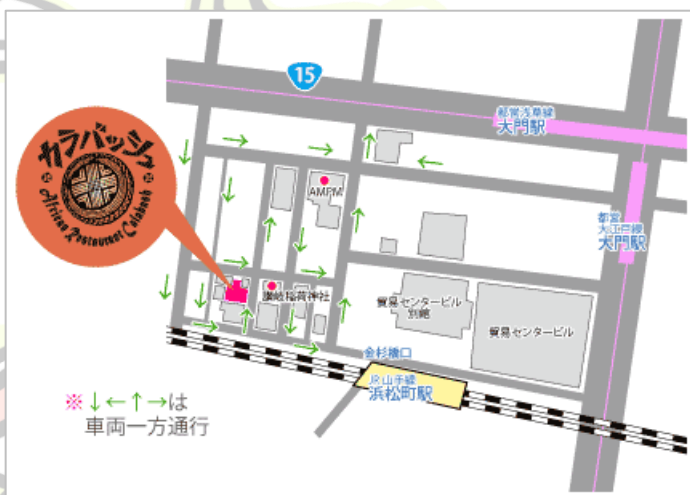 15
都営浅草線
大門駅
カラバッシュ
African Restaurant Calabash
AMPM
都営
大江戸線
大門駅
讃岐稲荷神社
貿易センタービル
別館
貿易センタービル
金杉橋口
JR山手線
浜松町駅
※↓←↑→は
車両一方通行